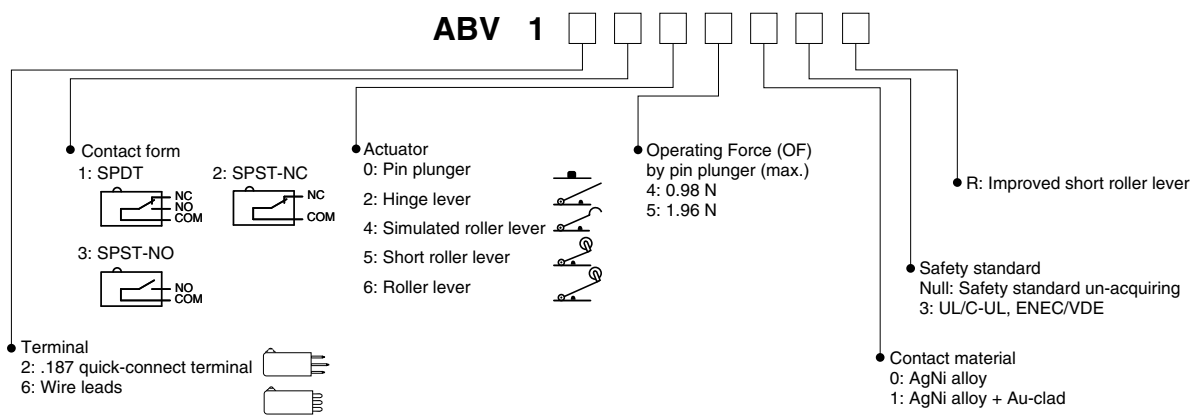 ABV 1
Contact form
1: SPDT
NC
NO
COM
2: SPST-NC
NC
COM
3: SPST-NO
NO
COM
Actuator
0: Pin plunger
2: Hinge lever
4: Simulated roller lever
5: Short roller lever
6: Roller lever
Operating Force (OF)
by pin plunger (max.)
4: 0.98 N
5: 1.96 N
R: Improved short roller lever
Safety standard
Null: Safety standard un-acquiring
3: UL/C-UL, ENEC/VDE
Terminal
2: .187 quick-connect terminal
6: Wire leads
Contact material
0: AgNi alloy
1: AgNi alloy + Au-clad